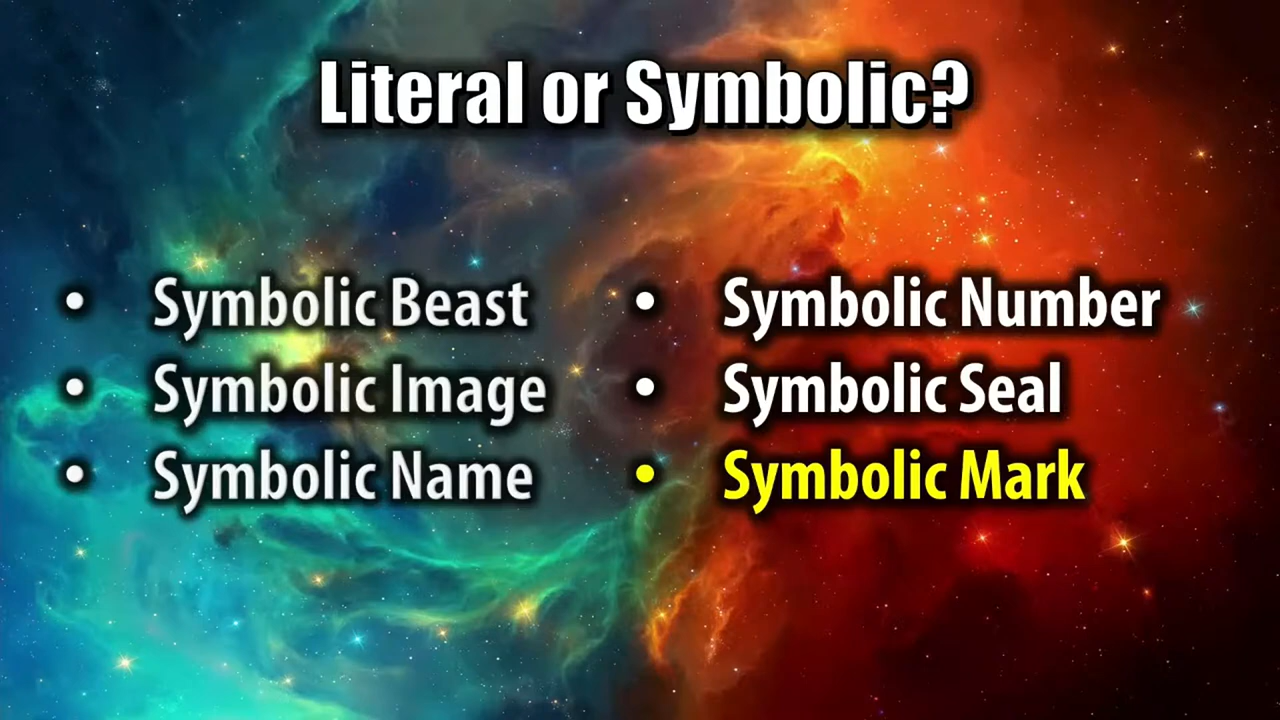 Literal or Symbolic?
• Symbolic Beast
• Symbolic Image
• Symbolic Name
• Symbolic Number
• Symbolic Seal
• Symbolic Mark